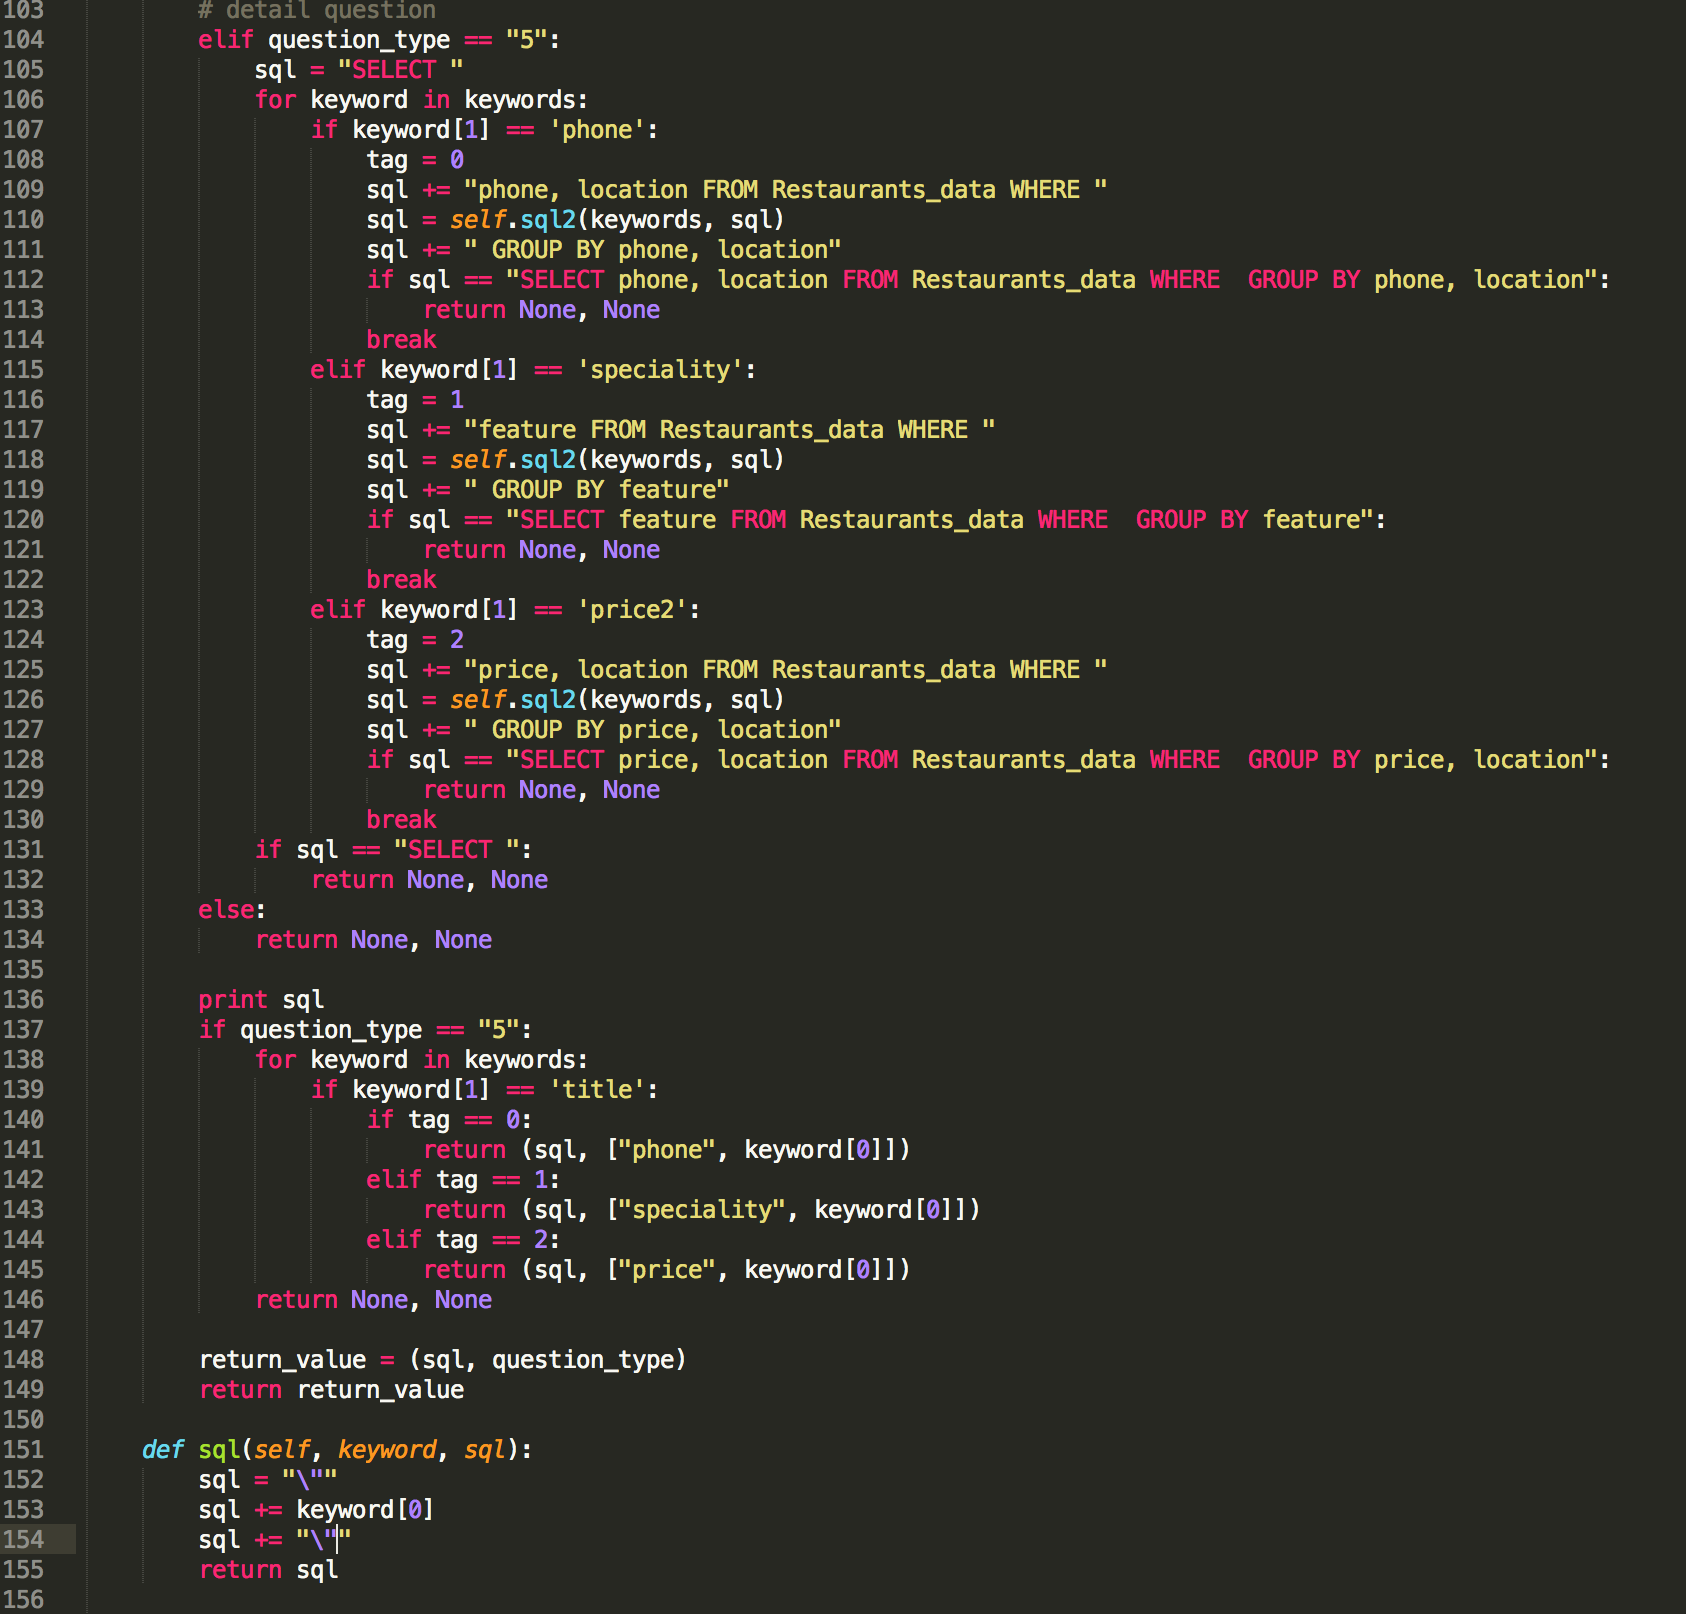 103 # detail question
104 elif question_type == "5":
105 sql = "SELECT "
106 for keyword in keywords:
107 if keyword[1] == 'phone':
108 tag = 0
109 sql += "phone, location FROM Restaurants_data WHERE "
110 sql = self.sql2(keywords, sql)
111 sql += " GROUP BY phone, location"
112 if sql == "SELECT phone, location FROM Restaurants_data WHERE  GROUP BY phone, location":
113 return None, None
114 break
115 elif keyword[1] == 'speciality':
116 tag = 1
117 sql += "feature FROM Restaurants_data WHERE "
118 sql = self.sql2(keywords, sql)
119 sql += " GROUP BY feature"
120 if sql == "SELECT feature FROM Restaurants_data WHERE  GROUP BY feature":
121 return None, None
122 break
123 elif keyword[1] == 'price2':
124 tag = 2
125 sql += "price, location FROM Restaurants_data WHERE "
126 sql = self.sql2(keywords, sql)
127 sql += " GROUP BY price, location"
128 if sql == "SELECT price, location FROM Restaurants_data WHERE  GROUP BY price, location":
129 return None, None
130 break
131 if sql == "SELECT ":
132 return None, None
133 else:
134 return None, None
135
136 print sql
137 if question_type == "5":
138 for keyword in keywords:
139 if keyword[1] == 'title':
140 if tag == 0:
141 return (sql, ["phone", keyword[0]])
142 elif tag == 1:
143 return (sql, ["speciality", keyword[0]])
144 elif tag == 2:
145 return (sql, ["price", keyword[0]])
146 return None, None
147
148 return_value = (sql, question_type)
149 return return_value
150
151 def sql(self, keyword, sql):
152 sql = "\""
153 sql += keyword[0]
154 sql += "\""
155 return sql
156